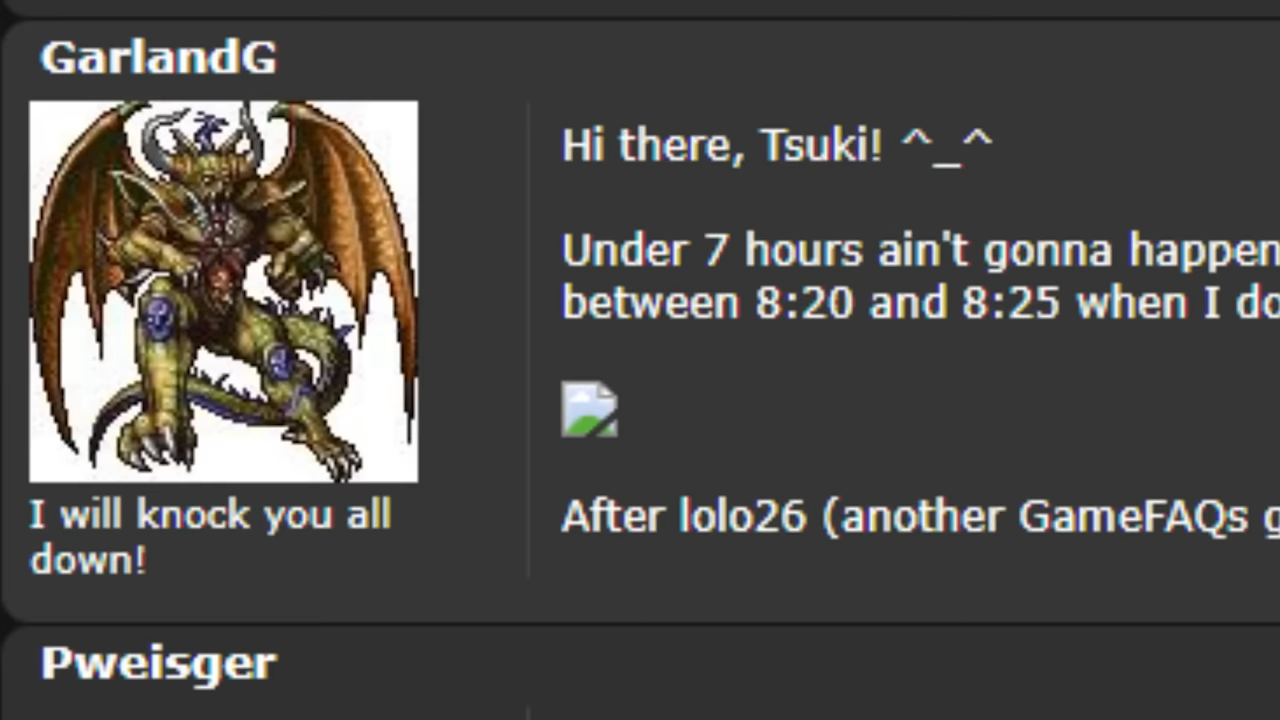 GarlandG
Hi there, Tsuki! ^_^
Under 7 hours ain't gonna happen
between 8:20 and 8:25 when I do
After lolo26 (another GameFAQs g
I will knock you all
down!
Pweisger